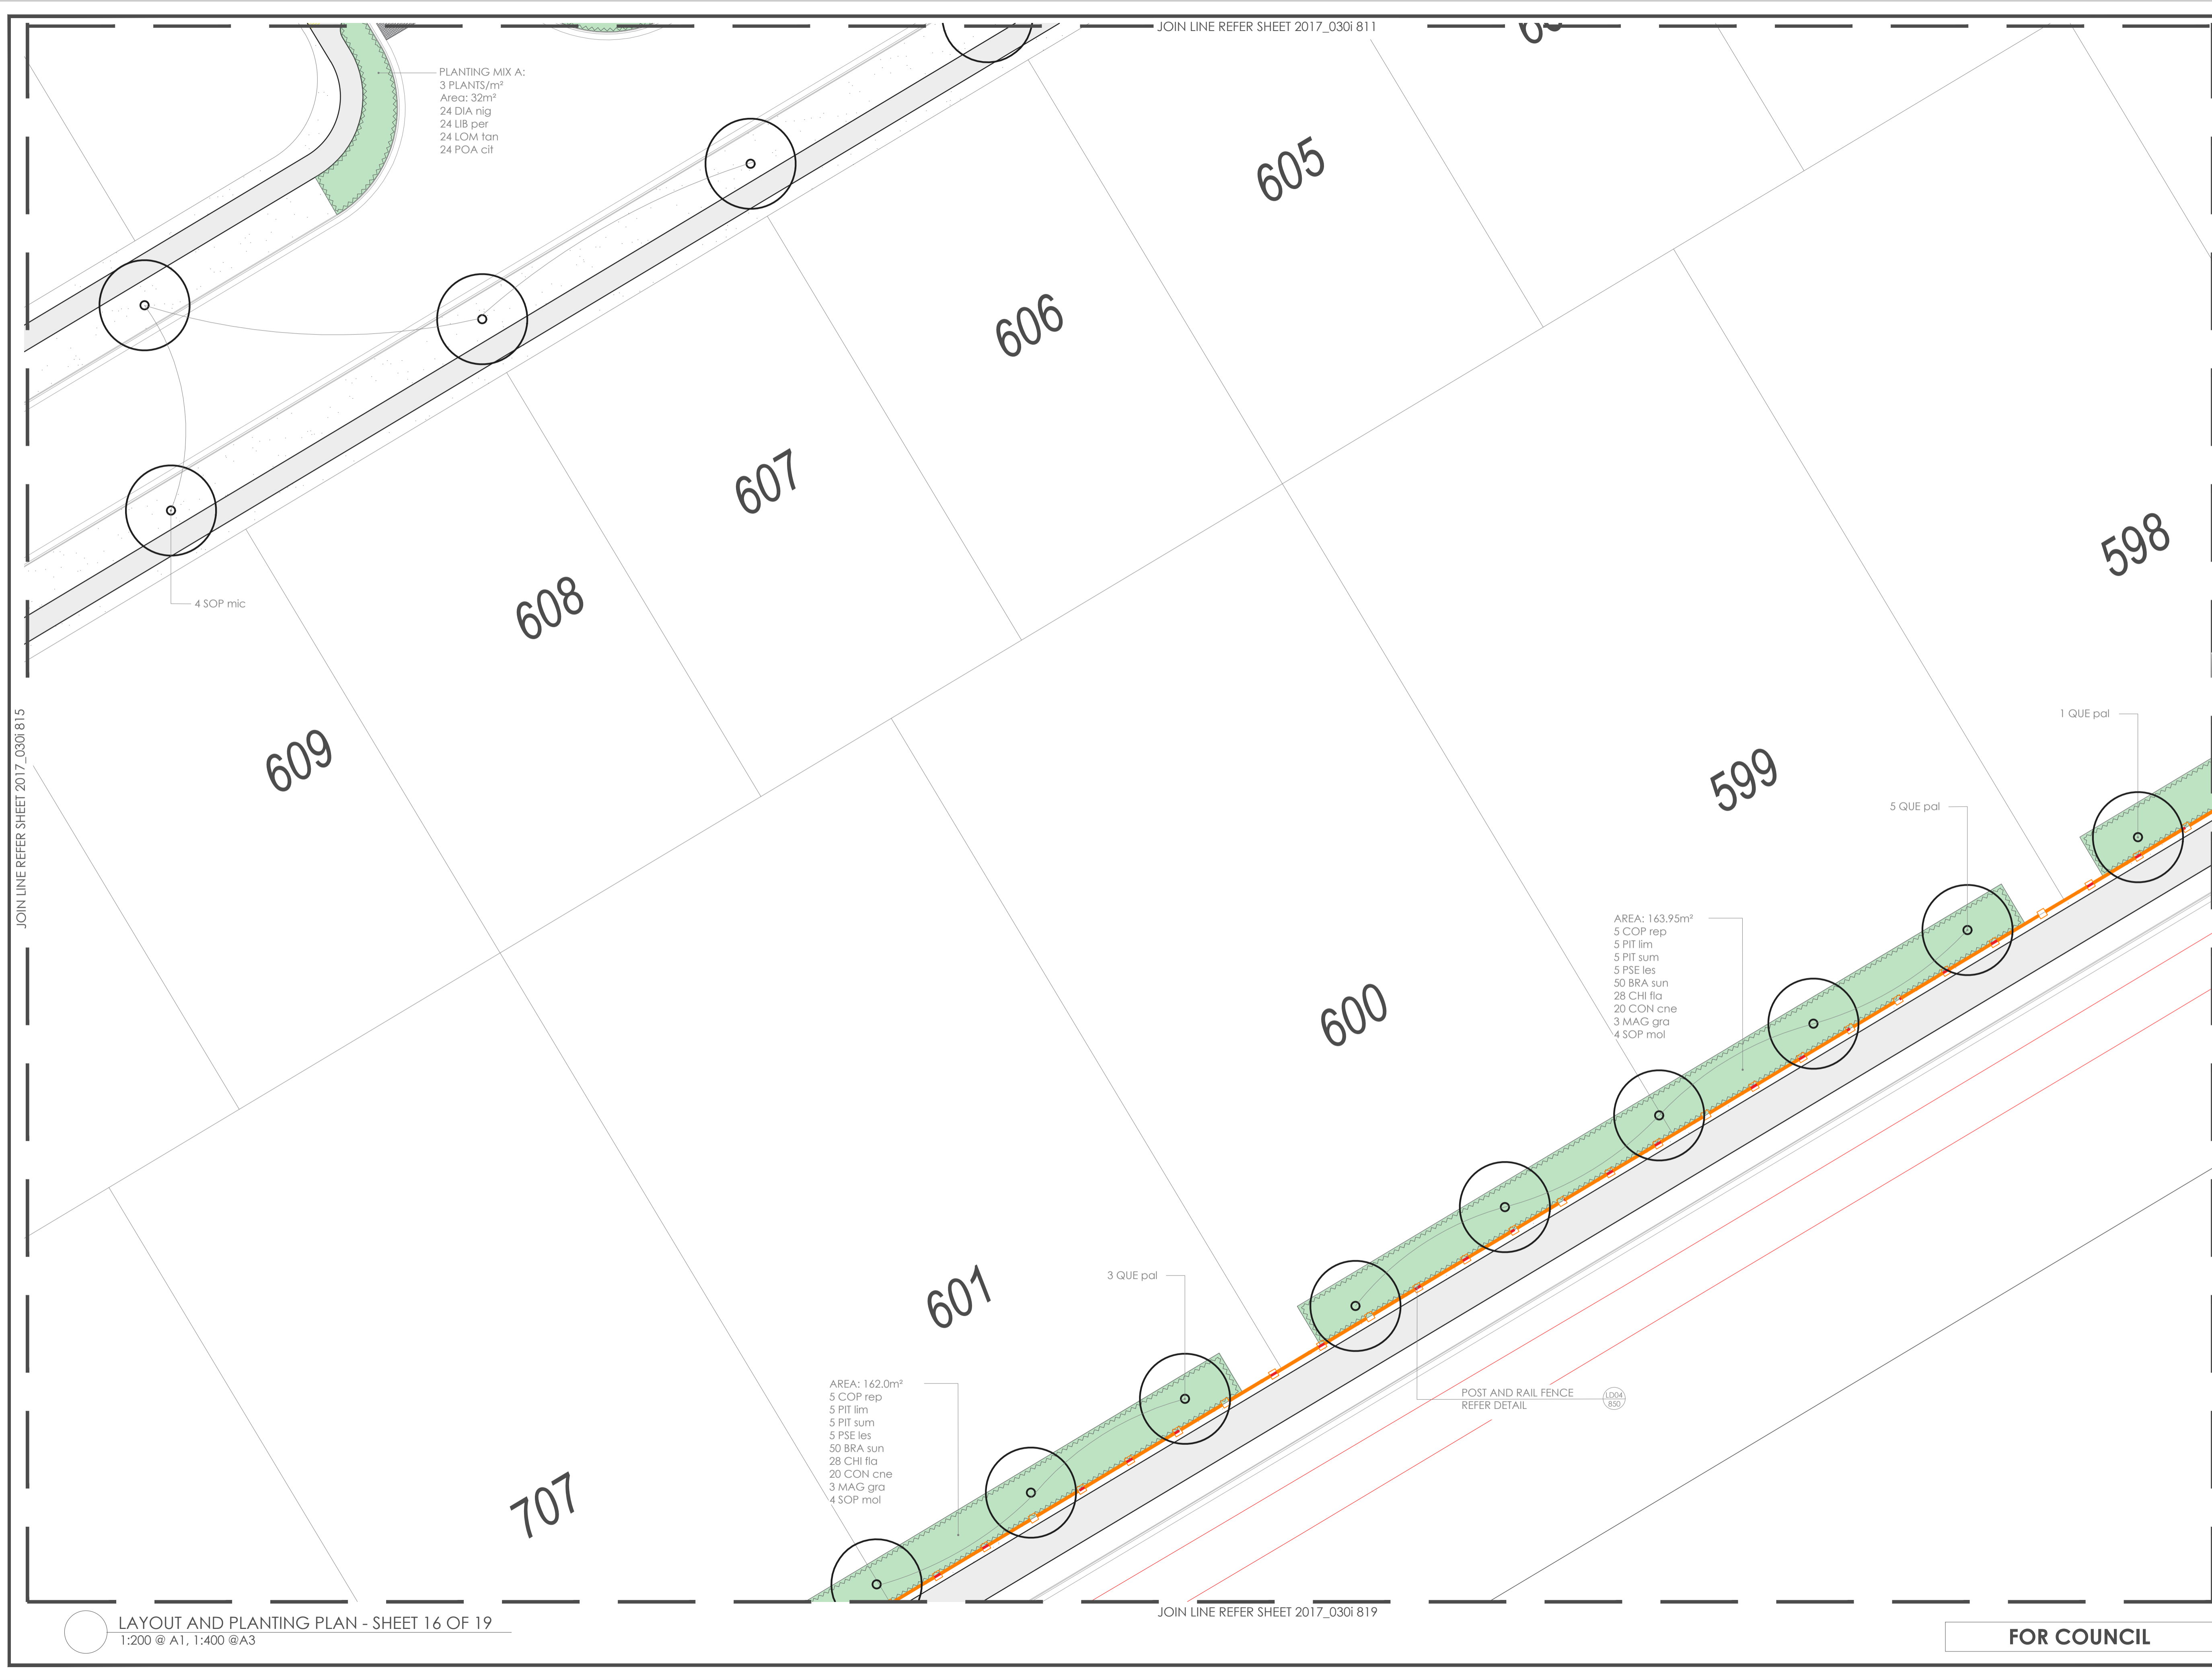 JOIN LINE REFER SHEET 2017_030i 811
PLANTING MIX A:
3 PLANTS/m²
Area: 32m²
24 DIA nig
24 LIB per
24 LOM tan
24 POA cit
605
606
607
608
609
598
599
600
601
707
4 SOP mic
JOIN LINE REFER SHEET 2017_030i 815
1 QUE pal
5 QUE pal
AREA: 163.95m²
5 COP rep
5 PIT lim
5 PIT sum
5 PSE les
50 BRA sun
28 CHI fla
20 CON cne
3 MAG gra
4 SOP mol
3 QUE pal
AREA: 162.0m²
5 COP rep
5 PIT lim
5 PIT sum
5 PSE les
50 BRA sun
28 CHI fla
20 CON cne
3 MAG gra
4 SOP mol
POST AND RAIL FENCE
REFER DETAIL
LD04
850
LAYOUT AND PLANTING PLAN - SHEET 16 OF 19
1:200 @ A1, 1:400 @A3
JOIN LINE REFER SHEET 2017_030i 819
FOR COUNCIL